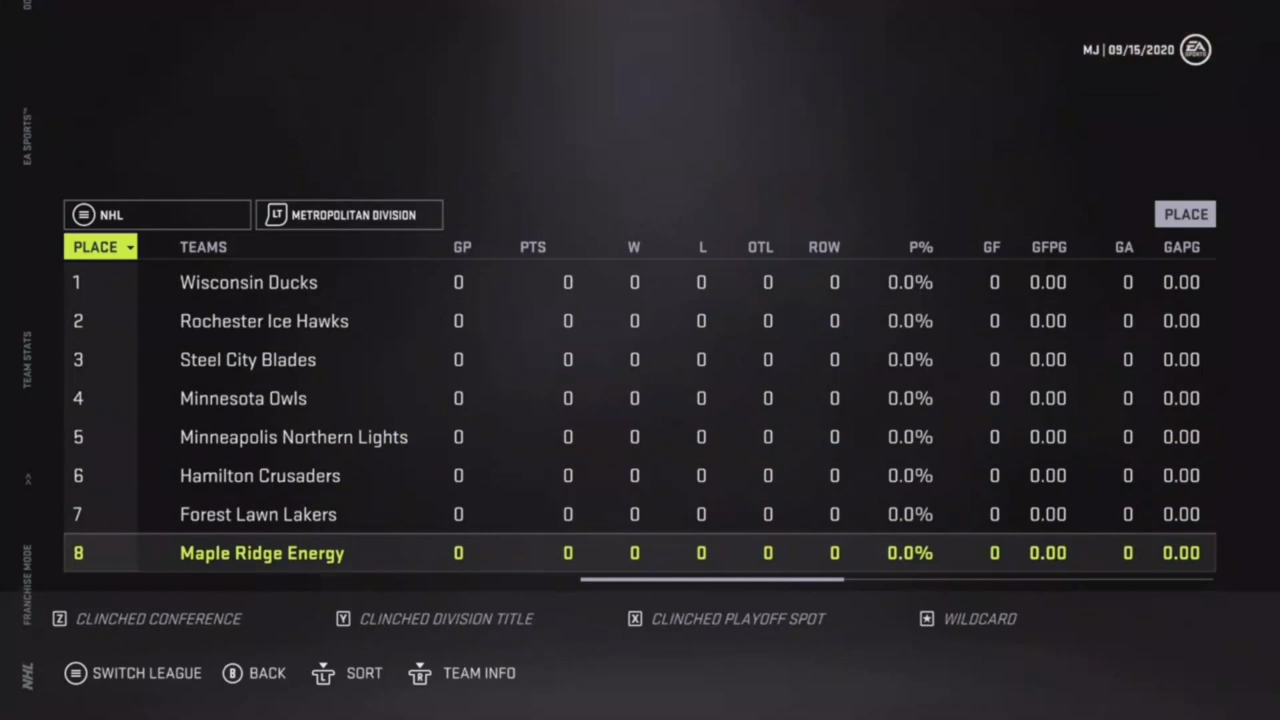 MJ | 09/15/2020 EA SPORTS
NHL LT METROPOLITAN DIVISION PLACE
PLACE TEAMS GP PTS W L OTL ROW P% GF GFPG GA GAPG
1 Wisconsin Ducks 0 0 0 0 0 0 0.0% 0 0.00 0 0.00
2 Rochester Ice Hawks 0 0 0 0 0 0 0.0% 0 0.00 0 0.00
3 Steel City Blades 0 0 0 0 0 0 0.0% 0 0.00 0 0.00
4 Minnesota Owls 0 0 0 0 0 0 0.0% 0 0.00 0 0.00
5 Minneapolis Northern Lights 0 0 0 0 0 0 0.0% 0 0.00 0 0.00
6 Hamilton Crusaders 0 0 0 0 0 0 0.0% 0 0.00 0 0.00
7 Forest Lawn Lakers 0 0 0 0 0 0 0.0% 0 0.00 0 0.00
8 Maple Ridge Energy 0 0 0 0 0 0 0.0% 0 0.00 0 0.00
Z CLINCHED CONFERENCE Y CLINCHED DIVISION TITLE X CLINCHED PLAYOFF SPOT ★ WILDCARD
SWITCH LEAGUE B BACK L SORT R TEAM INFO
NHL FRANCHISE MODE >> TEAM STATS EA SPORTS™